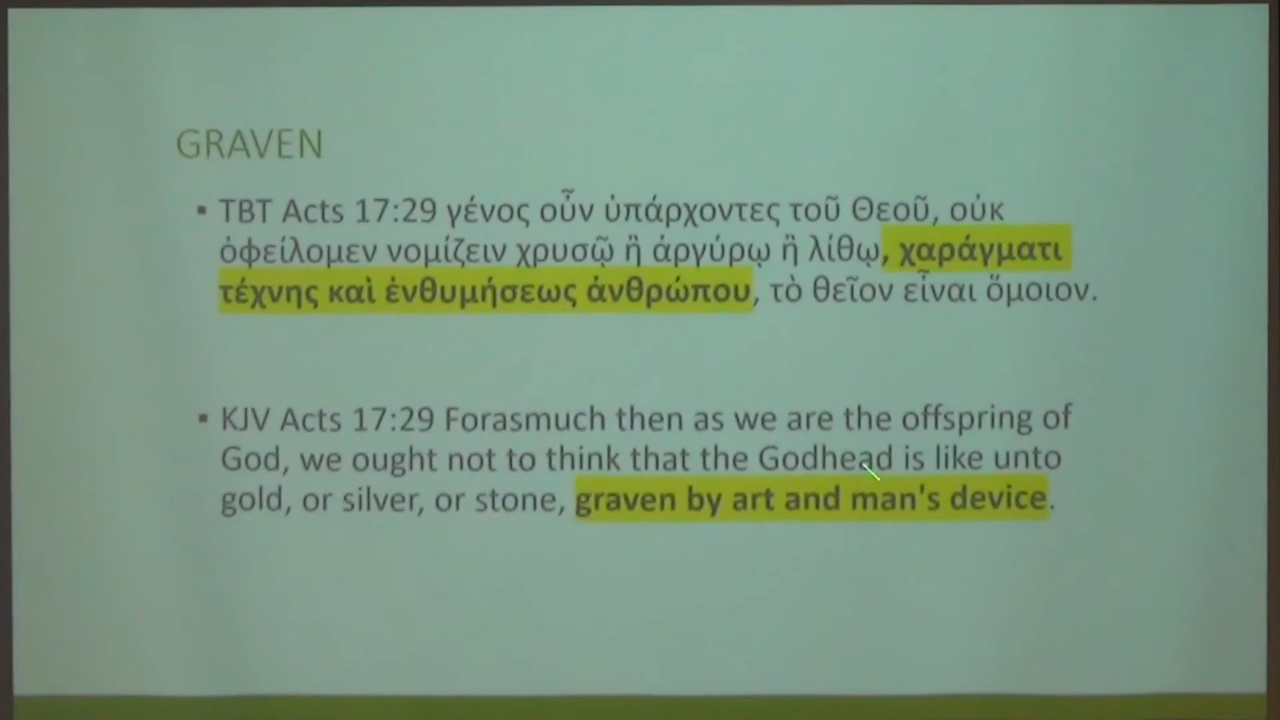 GRAVEN
▪ TBT Acts 17:29 γένος οὖν ὑπάρχοντες τοῦ Θεοῦ, οὐκ
ὀφείλομεν νομίζειν χρυσῷ ἢ ἀργύρῳ ἢ λίθῳ, χαράγματι
τέχνης καὶ ἐνθυμήσεως ἀνθρώπου, τὸ θεῖον εἶναι ὅμοιον.
▪ KJV Acts 17:29 Forasmuch then as we are the offspring of
God, we ought not to think that the Godhead is like unto
gold, or silver, or stone, graven by art and man's device.